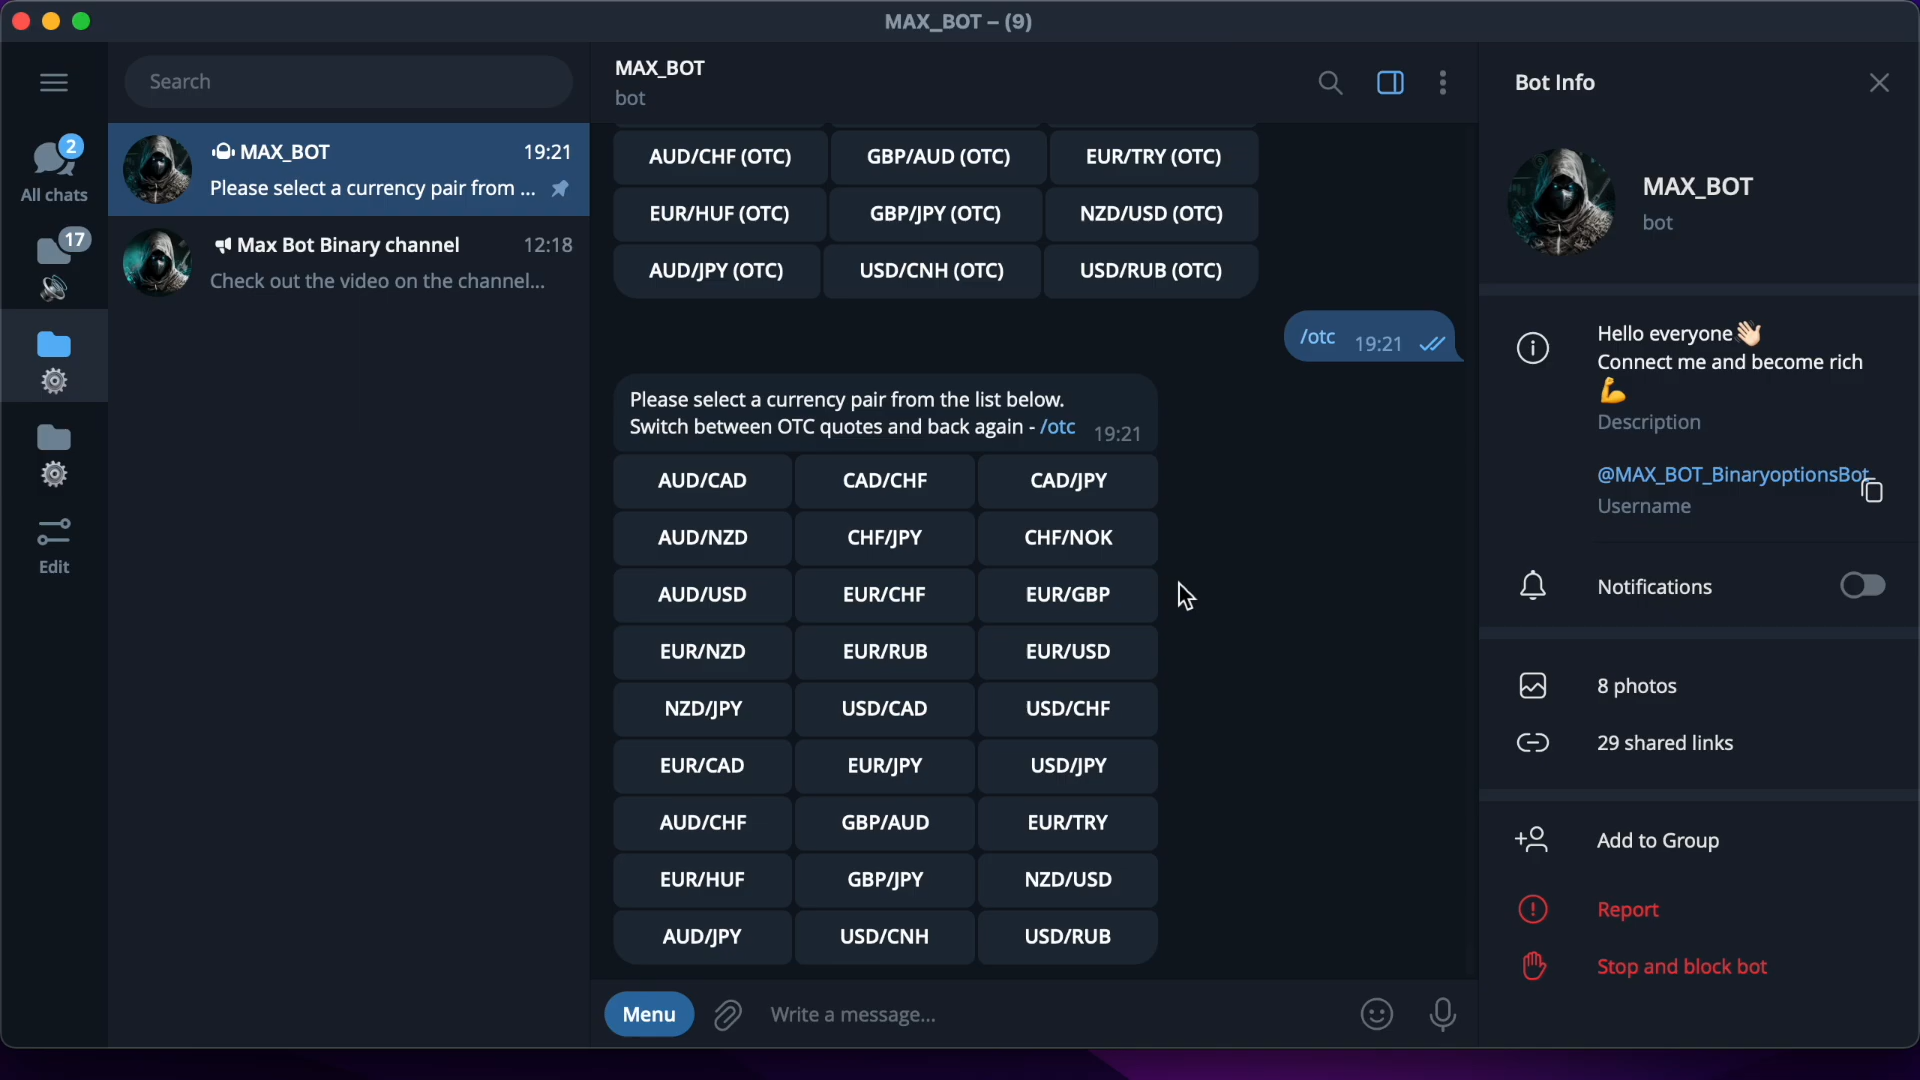 MAX_BOT – (9)
Search
2
All chats
17
Edit
MAX_BOT 19:21
Please select a currency pair from ...
Max Bot Binary channel 12:18
Check out the video on the channel...
MAX_BOT
bot
AUD/CHF (OTC) GBP/AUD (OTC) EUR/TRY (OTC)
EUR/HUF (OTC) GBP/JPY (OTC) NZD/USD (OTC)
AUD/JPY (OTC) USD/CNH (OTC) USD/RUB (OTC)
/otc 19:21
Please select a currency pair from the list below.
Switch between OTC quotes and back again - /otc 19:21
AUD/CAD CAD/CHF CAD/JPY
AUD/NZD CHF/JPY CHF/NOK
AUD/USD EUR/CHF EUR/GBP
EUR/NZD EUR/RUB EUR/USD
NZD/JPY USD/CAD USD/CHF
EUR/CAD EUR/JPY USD/JPY
AUD/CHF GBP/AUD EUR/TRY
EUR/HUF GBP/JPY NZD/USD
AUD/JPY USD/CNH USD/RUB
Menu Write a message...
Bot Info
MAX_BOT
bot
Hello everyone👋🏻
Connect me and become rich
💪
Description
@MAX_BOT_BinaryoptionsBot
Username
Notifications
8 photos
29 shared links
Add to Group
Report
Stop and block bot